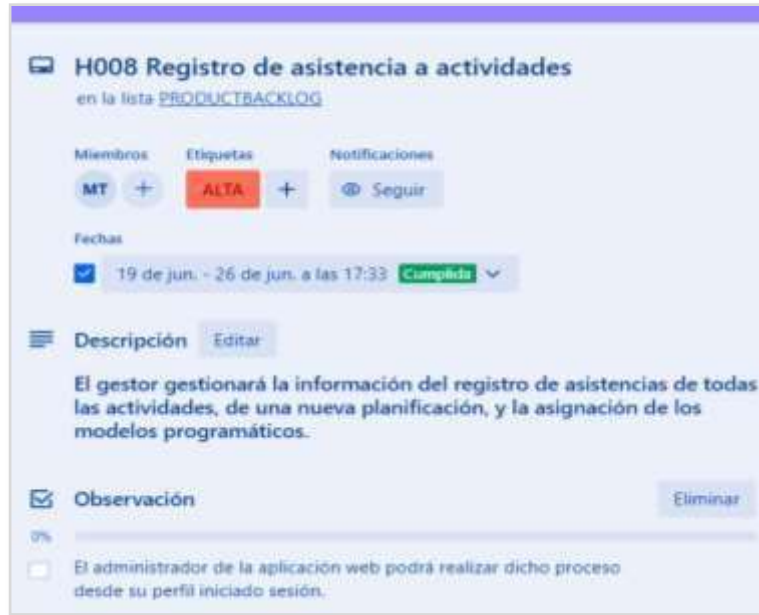 H008 Registro de asistencia a actividades
en la lista PRODUCTBACKLOG
Miembros Etiquetas Notificaciones
MT + ALTA + Seguir
Fechas
19 de jun. - 26 de jun. a las 17:33 Cumplida
Descripción Editar
El gestor gestionará la información del registro de asistencias de todas
las actividades, de una nueva planificación, y la asignación de los
modelos programáticos.
Observación Eliminar
0%
El administrador de la aplicación web podrá realizar dicho proceso
desde su perfil iniciado sesión.